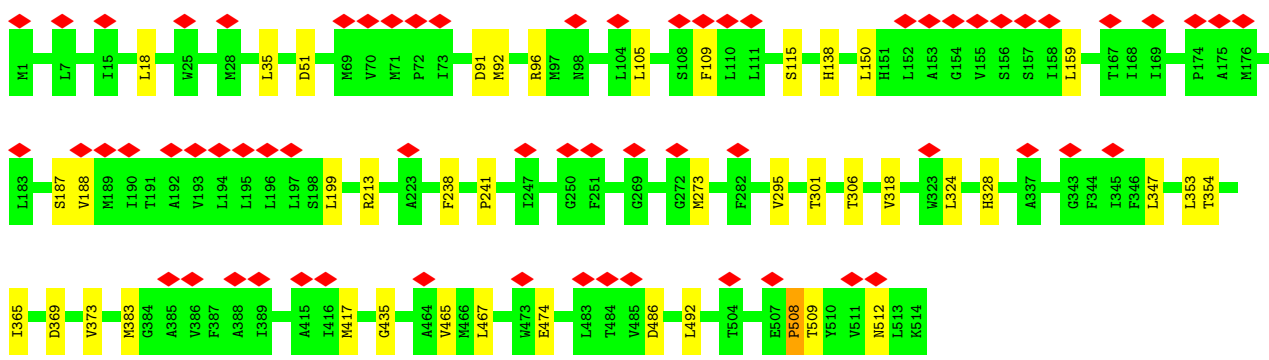 M1 L7 I15 L18 W25 M28 L35 D51 M69 V70 M71 P72 I73 D91 M92 R96 M97 N98 L104 L105 S108 F109 L110 L111 S115 H138 L150 H151 L152 A153 G154 V155 S156 S157 I158 L159 T167 I168 I169 P174 A175 M176
L183 S187 V188 M189 I190 T191 A192 V193 L194 L195 L196 L197 S198 L199 R213 A223 F238 P241 I247 G250 F251 G269 G272 M273 F282 V295 T301 T306 V318 W323 L324 H328 A337 G343 F344 I345 F346 L347 L353 T354
I365 D369 V373 M383 G384 A385 V386 F387 A388 I389 A415 I416 M417 G435 A464 V465 M466 L467 W473 E474 L483 T484 V485 D486 L492 T504 E507 P508 T509 Y510 V511 N512 L513 K514